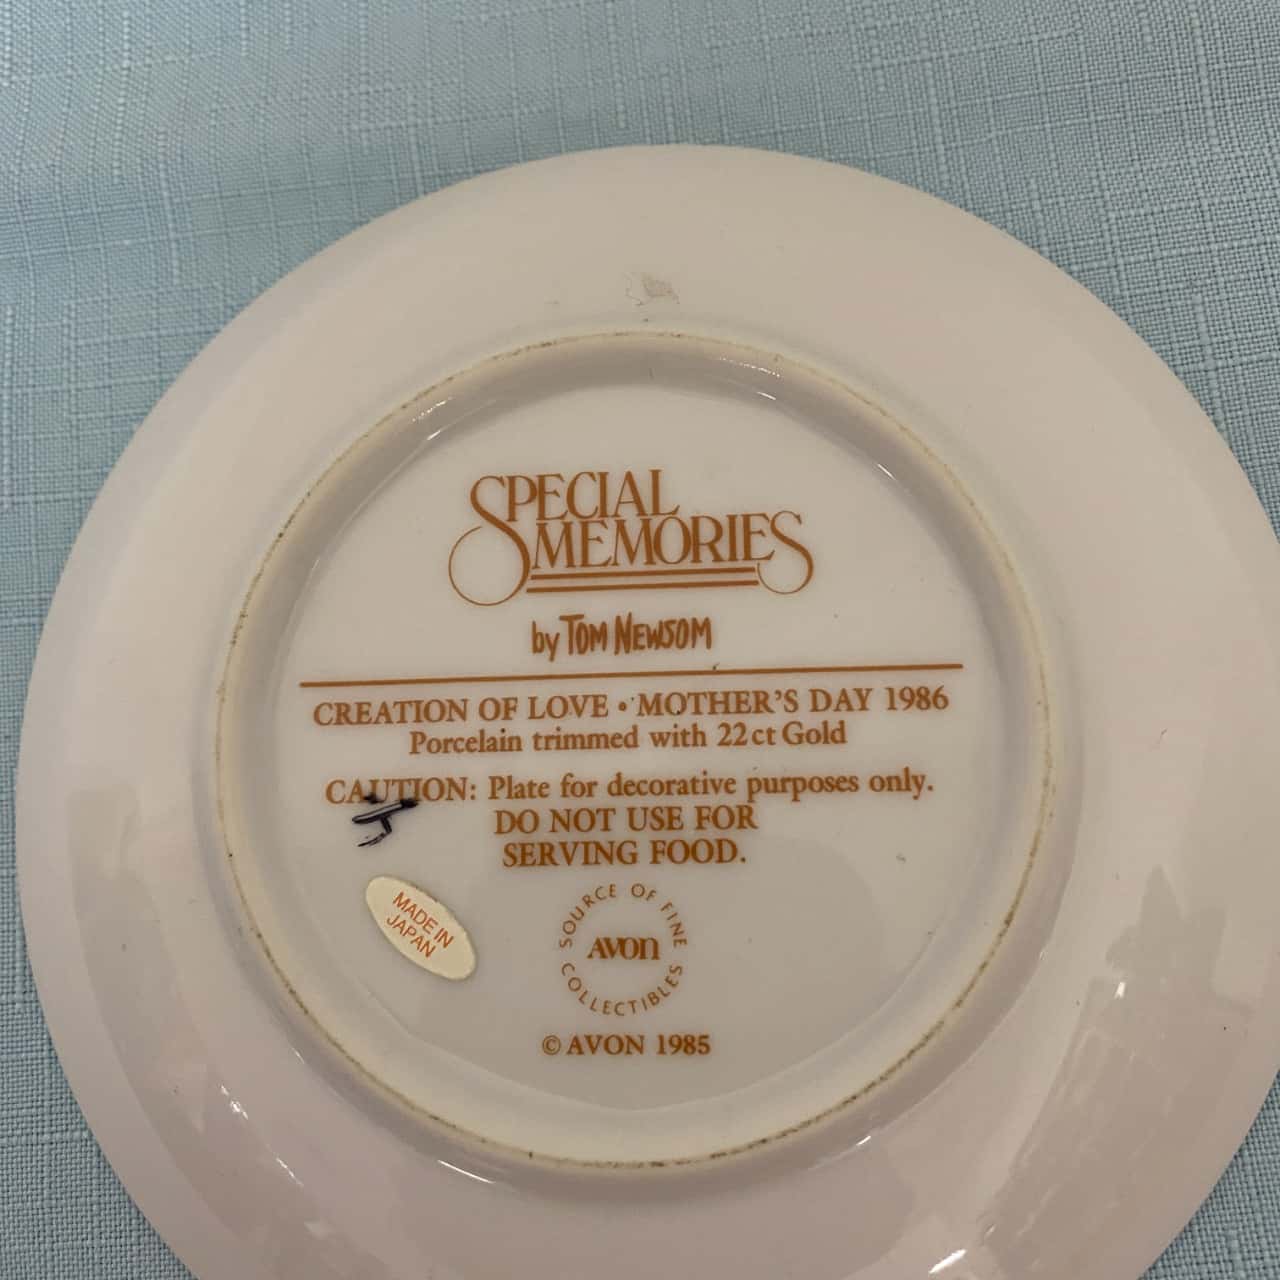 SPECIAL
MEMORIES
by TOM NEWSOM
CREATION OF LOVE • MOTHER'S DAY 1986
Porcelain trimmed with 22ct Gold
CAUTION: Plate for decorative purposes only.
DO NOT USE FOR
SERVING FOOD.
MADE IN
JAPAN
SOURCE OF FINE
AVON
COLLECTIBLES
© AVON 1985